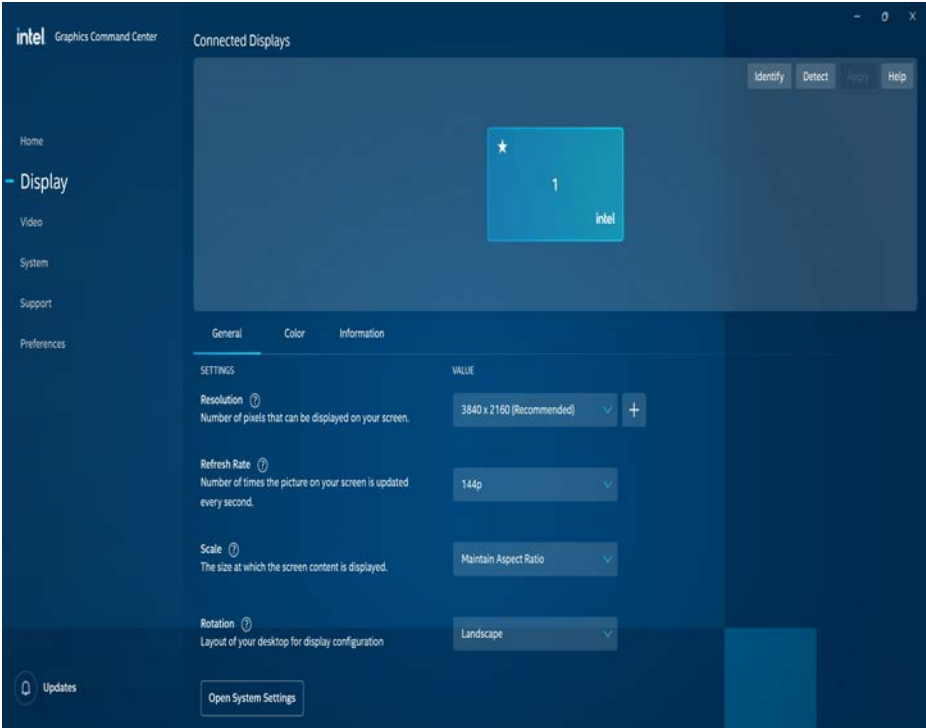 intel Graphics Command Center
Connected Displays
Identify Detect Apply Help
1
intel
Home
Display
Video
System
Support
Preferences
General Color Information
SETTINGS VALUE
Resolution ?
Number of pixels that can be displayed on your screen.
3840 x 2160 (Recommended) +
Refresh Rate ?
Number of times the picture on your screen is updated
every second.
144p
Scale ?
The size at which the screen content is displayed.
Maintain Aspect Ratio
Rotation ?
Layout of your desktop for display configuration
Landscape
Updates
Open System Settings